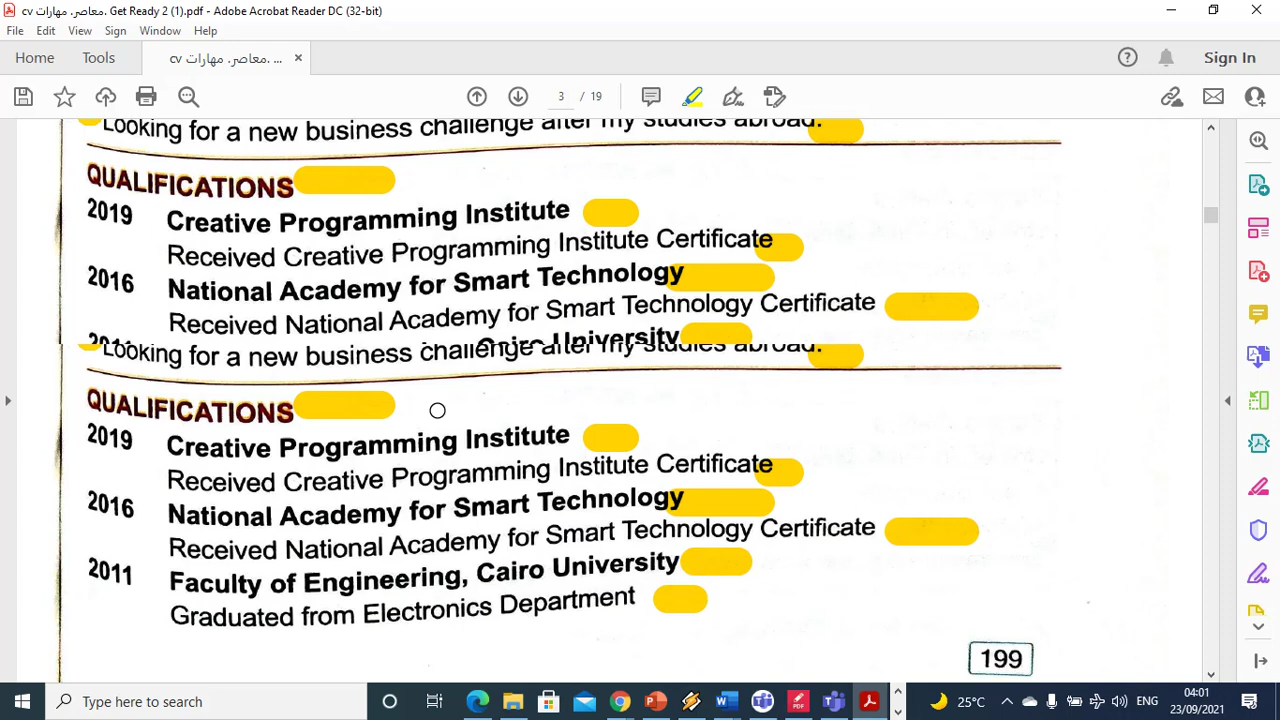 معاصر. مهارات cv. Get Ready 2 (1).pdf - Adobe Acrobat Reader DC (32-bit)
File Edit View Sign Window Help
Home Tools معاصر. مهارات cv ... Sign In
3 / 19
Looking for a new business challenge after my studies abroad.
QUALIFICATIONS
2019 Creative Programming Institute
Received Creative Programming Institute Certificate
2016 National Academy for Smart Technology
Received National Academy for Smart Technology Certificate
Cairo University
Looking for a new business challenge after my studies abroad.
QUALIFICATIONS
2019 Creative Programming Institute
Received Creative Programming Institute Certificate
2016 National Academy for Smart Technology
Received National Academy for Smart Technology Certificate
2011 Faculty of Engineering, Cairo University
Graduated from Electronics Department
199
Type here to search 25°C ENG 04:01
23/09/2021